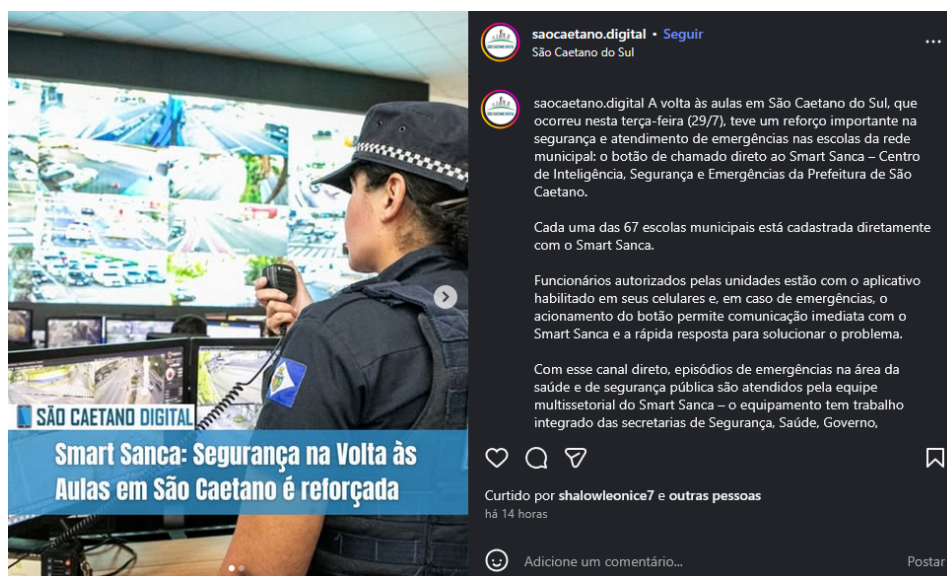 SÃO CAETANO DIGITAL
Smart Sanca: Segurança na Volta às
Aulas em São Caetano é reforçada
saocaetano.digital • Seguir
São Caetano do Sul
saocaetano.digital A volta às aulas em São Caetano do Sul, que
ocorreu nesta terça-feira (29/7), teve um reforço importante na
segurança e atendimento de emergências nas escolas da rede
municipal: o botão de chamado direto ao Smart Sanca – Centro
de Inteligência, Segurança e Emergências da Prefeitura de São
Caetano.
Cada uma das 67 escolas municipais está cadastrada diretamente
com o Smart Sanca.
Funcionários autorizados pelas unidades estão com o aplicativo
habilitado em seus celulares e, em caso de emergências, o
acionamento do botão permite comunicação imediata com o
Smart Sanca e a rápida resposta para solucionar o problema.
Com esse canal direto, episódios de emergências na área da
saúde e de segurança pública são atendidos pela equipe
multissetorial do Smart Sanca – o equipamento tem trabalho
integrado das secretarias de Segurança, Saúde, Governo,
Curtido por shalowleonice7 e outras pessoas
há 14 horas
Adicione um comentário...
Postar